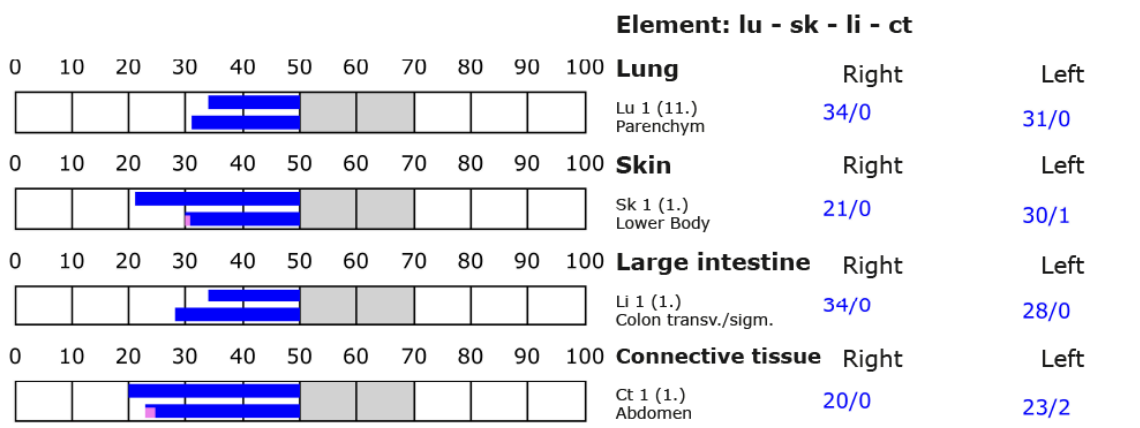 Element: lu - sk - li - ct
0 10 20 30 40 50 60 70 80 90 100 Lung Right Left
Lu 1 (11.) 34/0 31/0
Parenchym
0 10 20 30 40 50 60 70 80 90 100 Skin Right Left
Sk 1 (1.) 21/0 30/1
Lower Body
0 10 20 30 40 50 60 70 80 90 100 Large intestine Right Left
Li 1 (1.) 34/0 28/0
Colon transv./sigm.
0 10 20 30 40 50 60 70 80 90 100 Connective tissue Right Left
Ct 1 (1.) 20/0 23/2
Abdomen